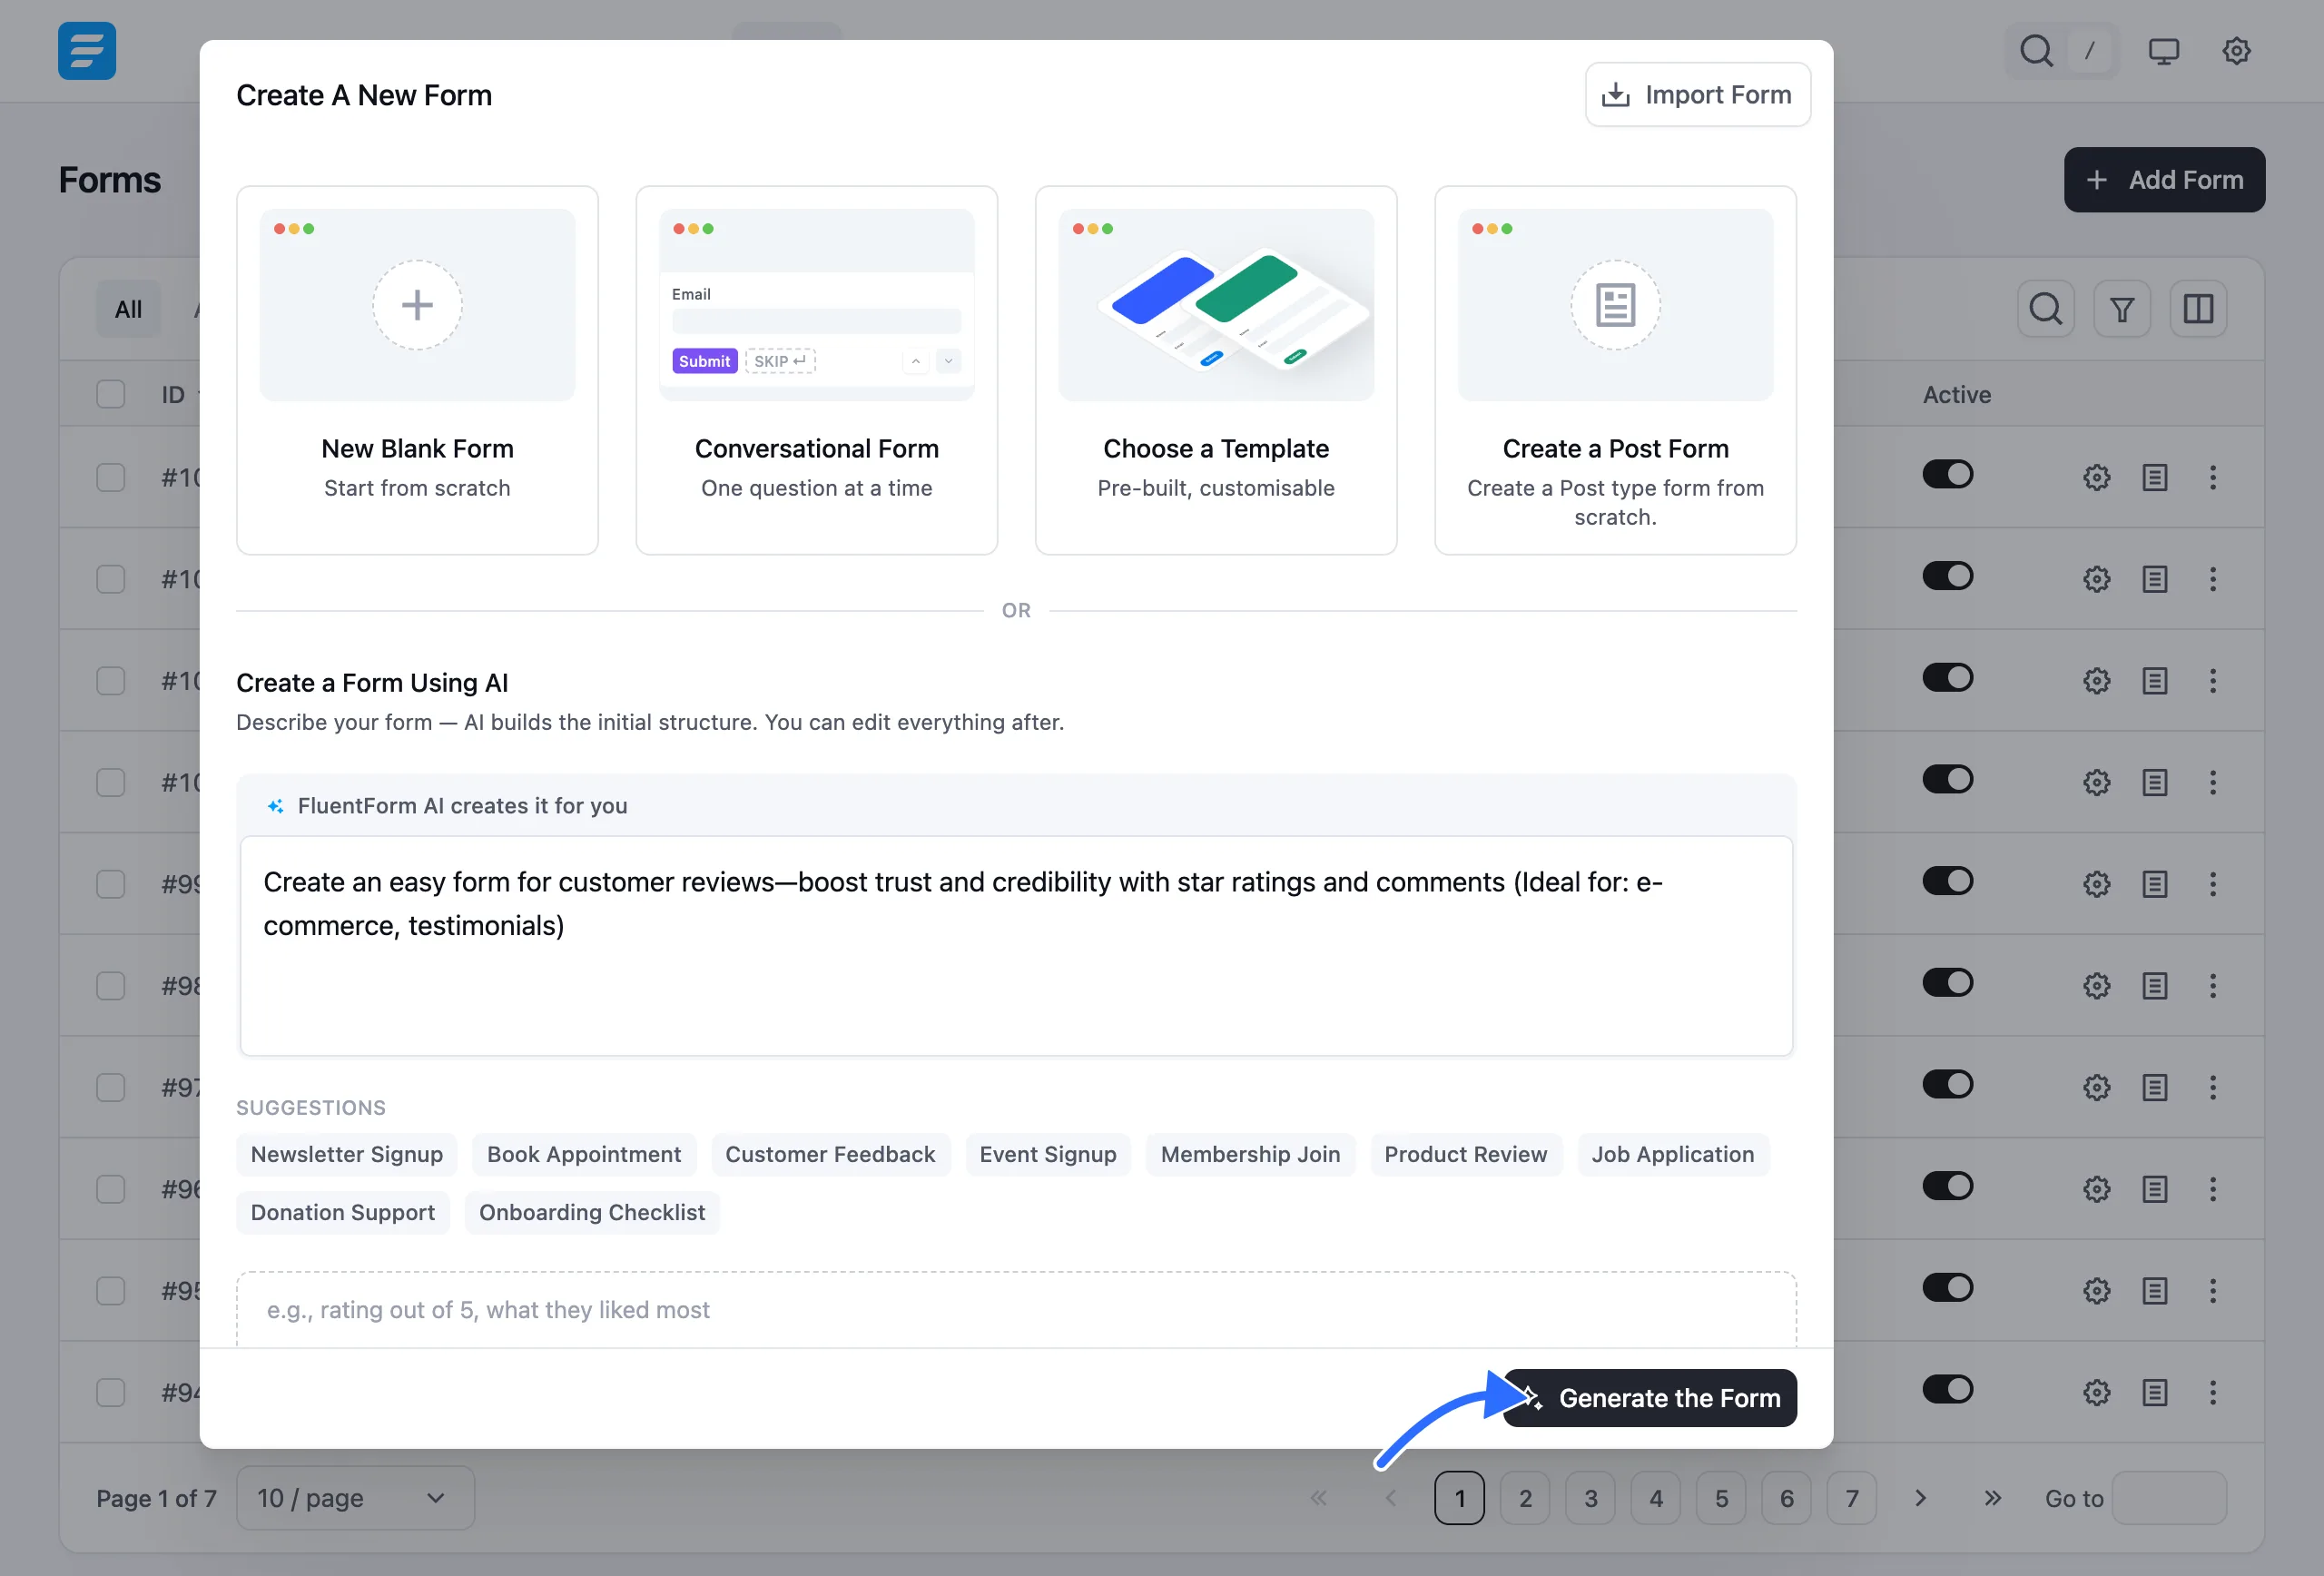 /
Create A New Form
Import Form
Forms
Add Form
All
ID
Active
Email
Submit
SKIP ↵
New Blank Form
Start from scratch
Conversational Form
One question at a time
Choose a Template
Pre-built, customisable
Create a Post Form
Create a Post type form from
scratch.
OR
Create a Form Using AI
Describe your form — AI builds the initial structure. You can edit everything after.
FluentForm AI creates it for you
Create an easy form for customer reviews—boost trust and credibility with star ratings and comments (Ideal for: e-
commerce, testimonials)
SUGGESTIONS
Newsletter Signup
Book Appointment
Customer Feedback
Event Signup
Membership Join
Product Review
Job Application
Donation Support
Onboarding Checklist
e.g., rating out of 5, what they liked most
Generate the Form
Page 1 of 7
10 / page
1
2
3
4
5
6
7
Go to